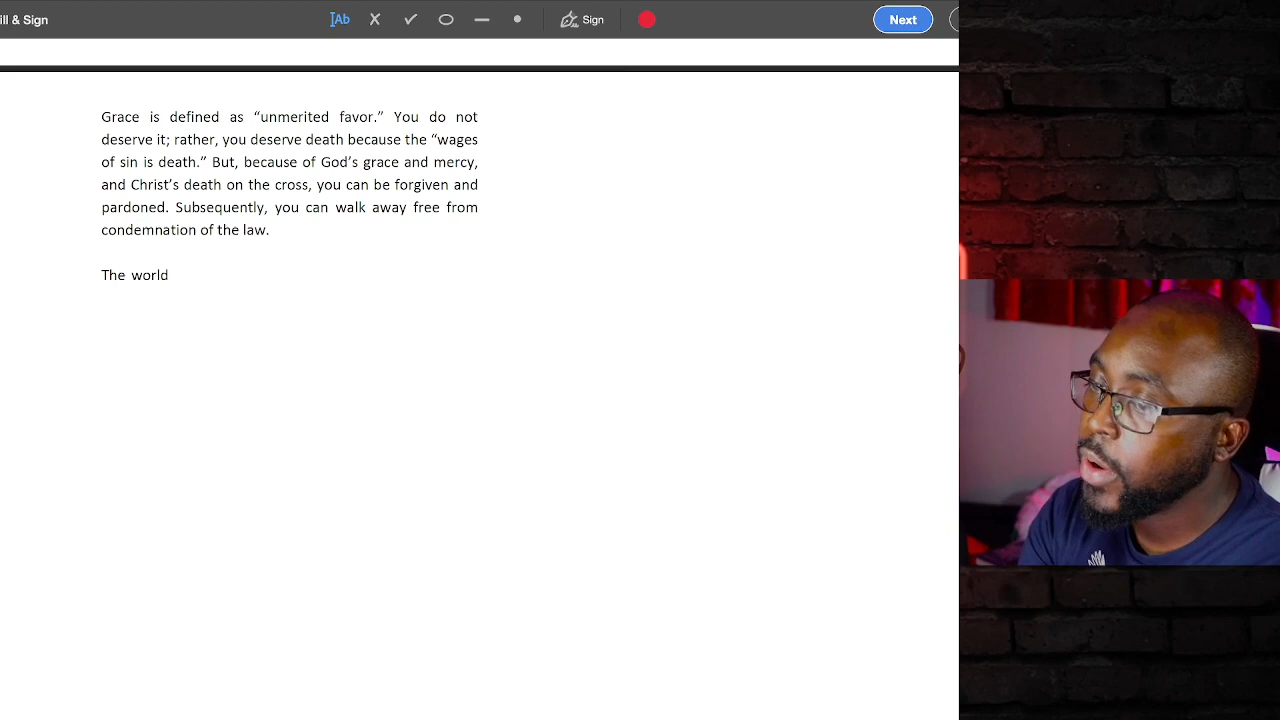 ill & Sign
Ab
Sign
Next
Grace is defined as “unmerited favor.” You do not
deserve it; rather, you deserve death because the “wages
of sin is death.” But, because of God’s grace and mercy,
and Christ’s death on the cross, you can be forgiven and
pardoned. Subsequently, you can walk away free from
condemnation of the law.
The world